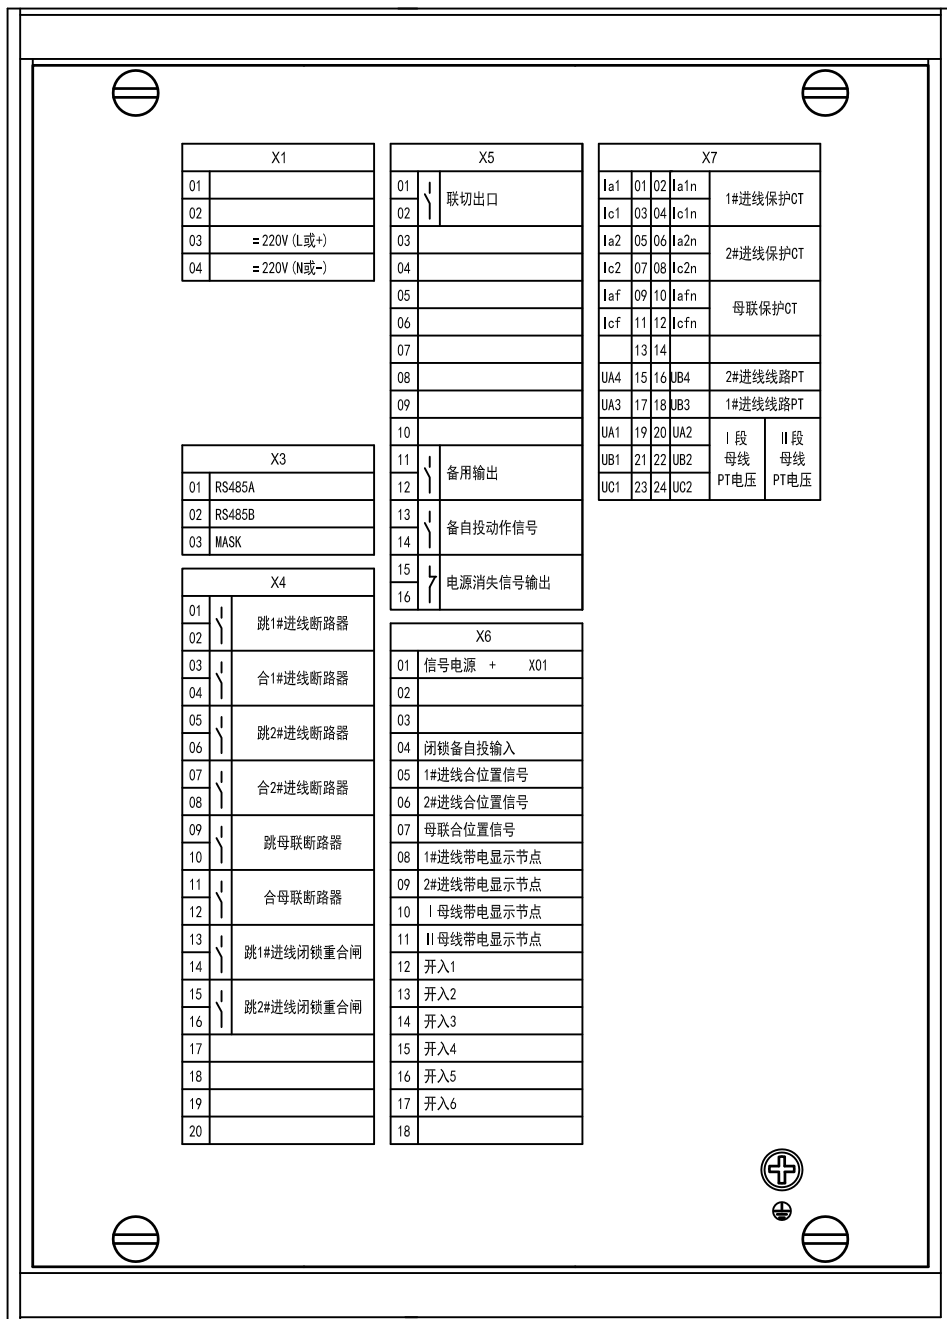 X1
01
02
03 =220V (L或+)
04 =220V (N或-)
X3
01 RS485A
02 RS485B
03 MASK
X4
01
02
跳1#进线断路器
03
04
合1#进线断路器
05
06
跳2#进线断路器
07
08
合2#进线断路器
09
10
跳母联断路器
11
12
合母联断路器
13
14
跳1#进线闭锁重合闸
15
16
跳2#进线闭锁重合闸
17
18
19
20
X5
01
02
联切出口
03
04
05
06
07
08
09
10
11
12
备用输出
13
14
备自投动作信号
15
16
电源消失信号输出
X6
01 信号电源 + X01
02
03
04 闭锁备自投输入
05 1#进线合位置信号
06 2#进线合位置信号
07 母联合位置信号
08 1#进线带电显示节点
09 2#进线带电显示节点
10 I母线带电显示节点
11 II母线带电显示节点
12 开入1
13 开入2
14 开入3
15 开入4
16 开入5
17 开入6
18
X7
Ia1 01 02 Ia1n
Ic1 03 04 Ic1n
1#进线保护CT
Ia2 05 06 Ia2n
Ic2 07 08 Ic2n
2#进线保护CT
Iaf 09 10 Iafn
Icf 11 12 Icfn
母联保护CT
13 14
UA4 15 16 UB4 2#进线线路PT
UA3 17 18 UB3 1#进线线路PT
UA1 19 20 UA2
UB1 21 22 UB2
UC1 23 24 UC2
I段
母线
PT电压
II段
母线
PT电压